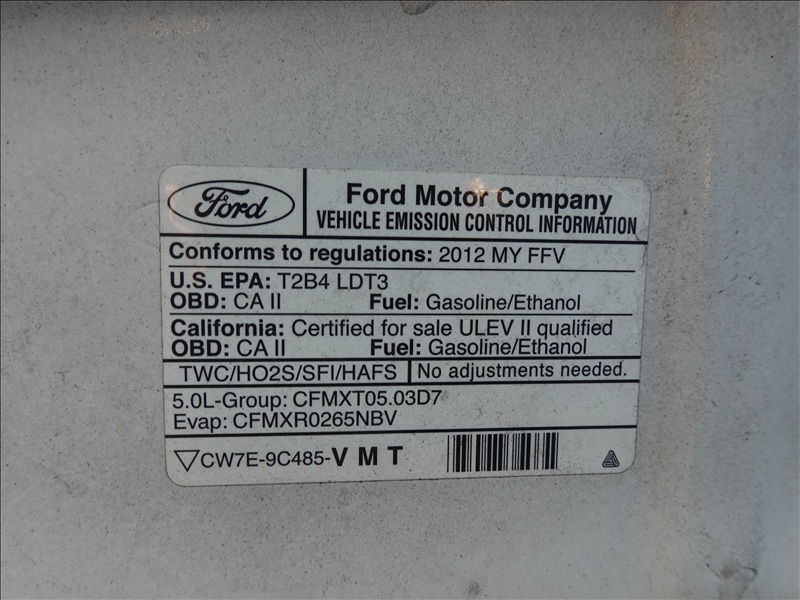 Ford
Ford Motor Company
VEHICLE EMISSION CONTROL INFORMATION
Conforms to regulations: 2012 MY FFV
U.S. EPA: T2B4 LDT3
OBD: CA II Fuel: Gasoline/Ethanol
California: Certified for sale ULEV II qualified
OBD: CA II Fuel: Gasoline/Ethanol
TWC/HO2S/SFI/HAFS No adjustments needed.
5.0L-Group: CFMXT05.03D7
Evap: CFMXR0265NBV
CW7E-9C485-V M T